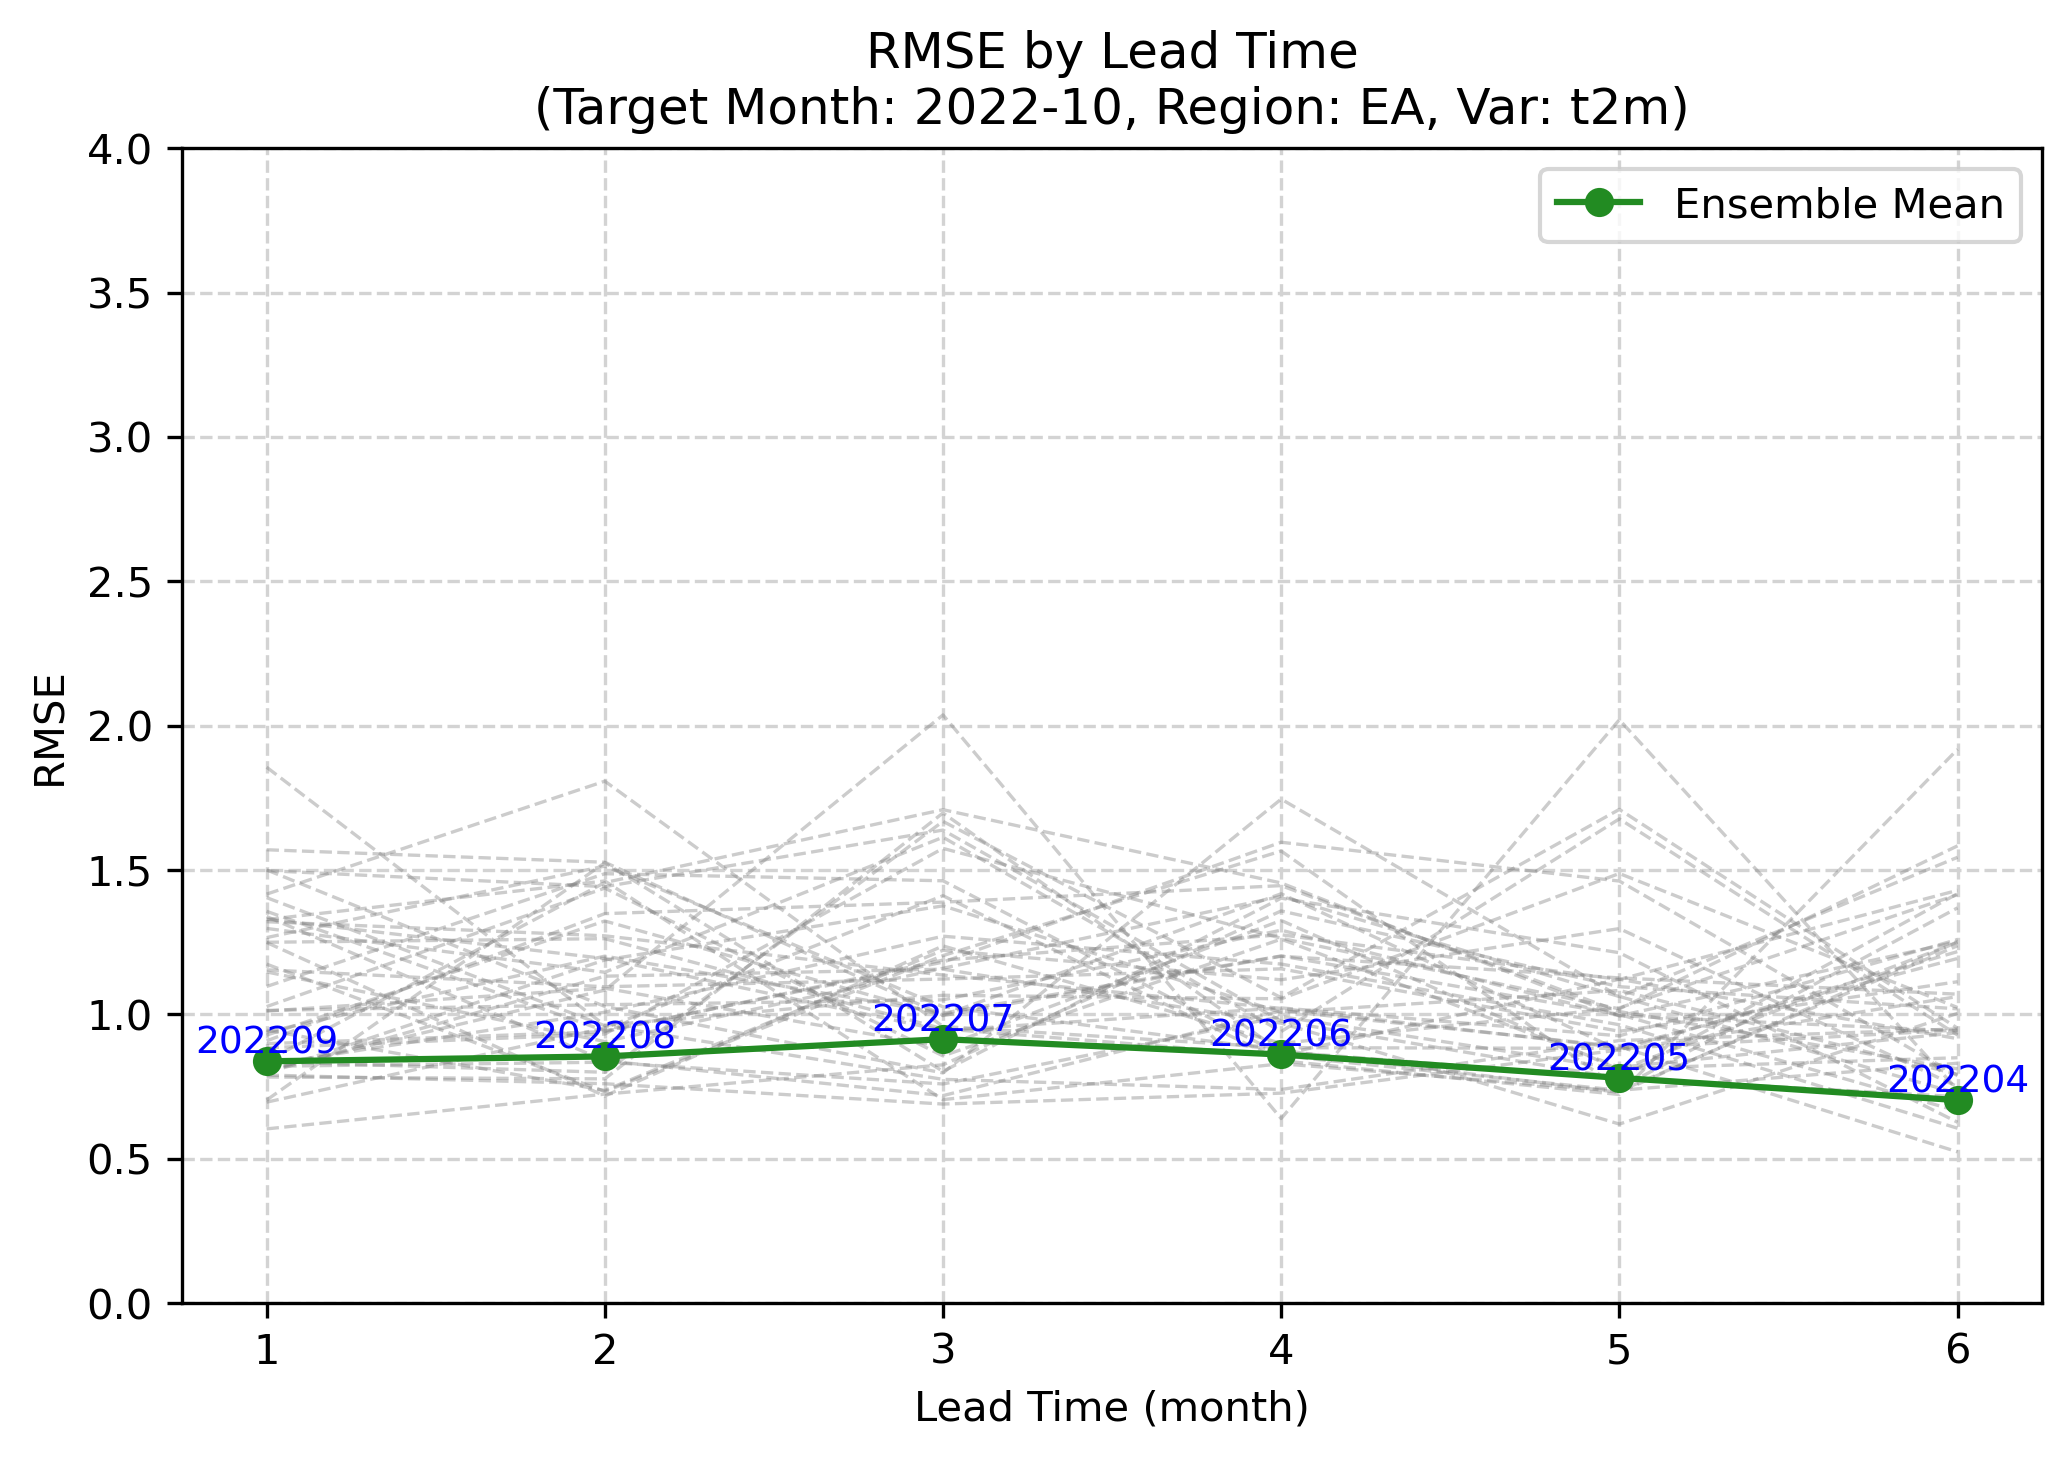 RMSE by Lead Time
(Target Month: 2022-10, Region: EA, Var: t2m)
4.0
3.5
3.0
2.5
2.0
1.5
1.0
0.5
0.0
RMSE
Ensemble Mean
202209
202208
202207
202206
202205
202204
1 2 3 4 5 6
Lead Time (month)